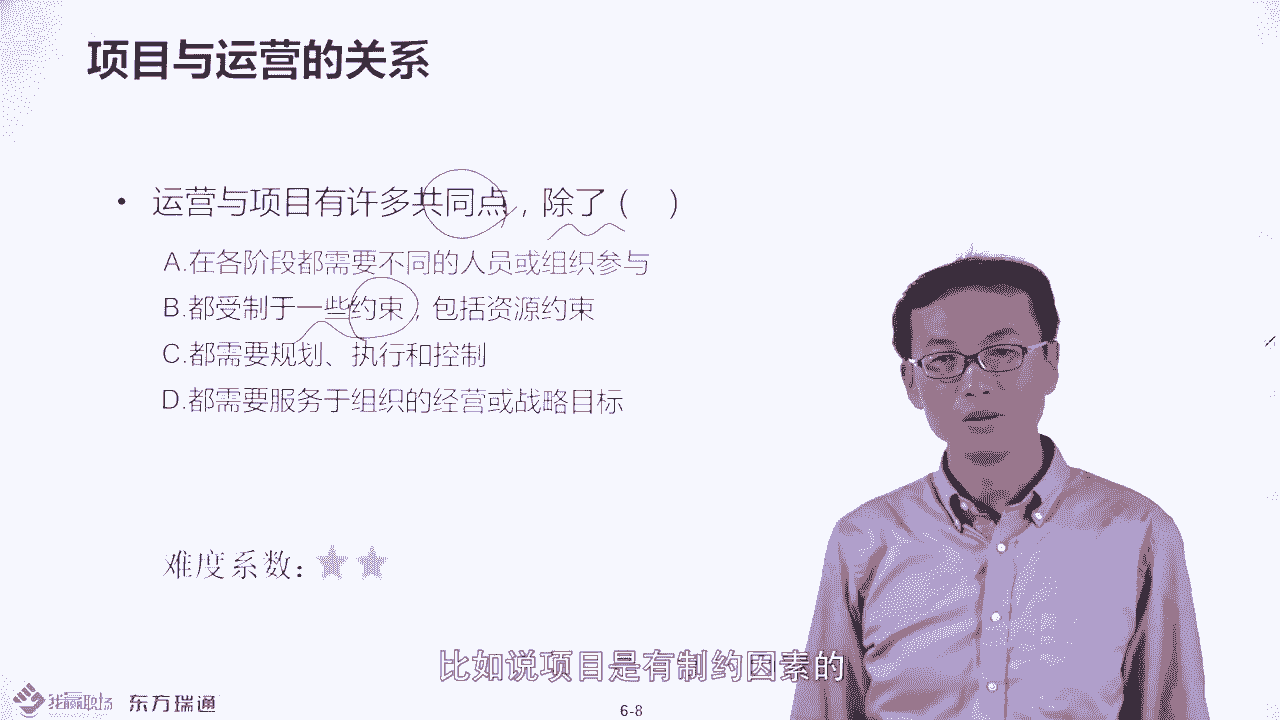 项目与运营的关系
• 运营与项目有许多共同点，除了（ ）
A.在各阶段都需要不同的人员或组织参与
B.都受制于一些约束，包括资源约束
C.都需要规划、执行和控制
D.都需要服务于组织的经营或战略目标
难度系数：
比如说项目是有制约因素的
我赢职场 东方瑞通
6-8